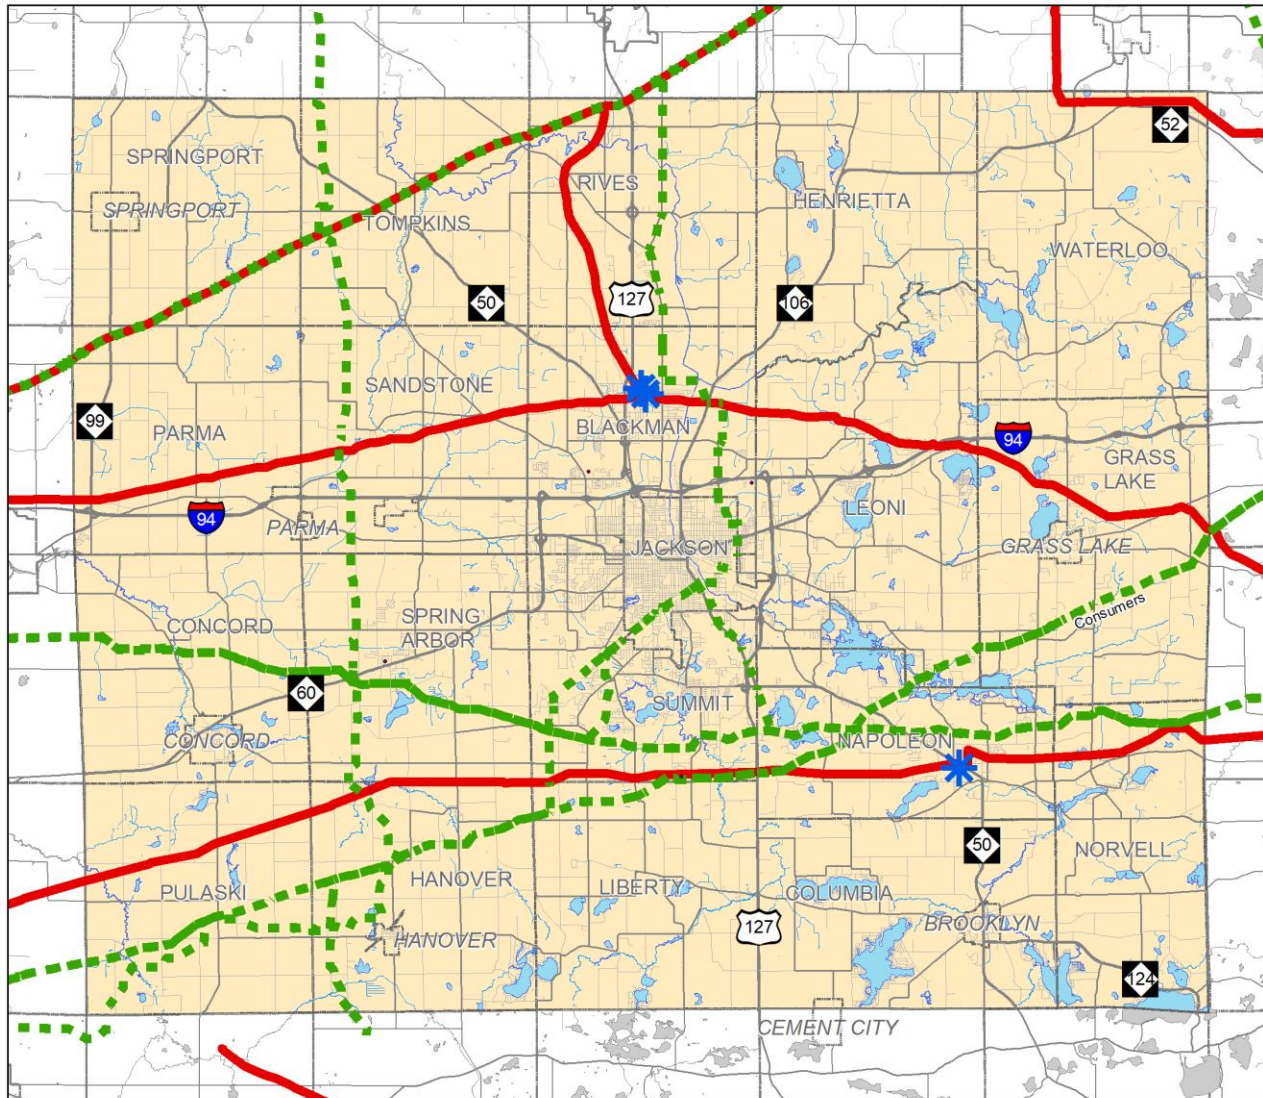 52
SPRINGPORT
RIVES
HENRIETTA
SPRINGPORT
TOMPKINS
WATERLOO
50
127
106
SANDSTONE
99
PARMA
BLACKMAN
94
GRASS
LAKE
94
PARMA
LEONI
JACKSON
GRASS LAKE
Consumers
CONCORD
SPRING
ARBOR
60
SUMMIT
CONCORD
NAPOLEON
50
NORVELL
PULASKI
HANOVER
LIBERTY
COLUMBIA
127
BROOKLYN
HANOVER
124
CEMENT CITY